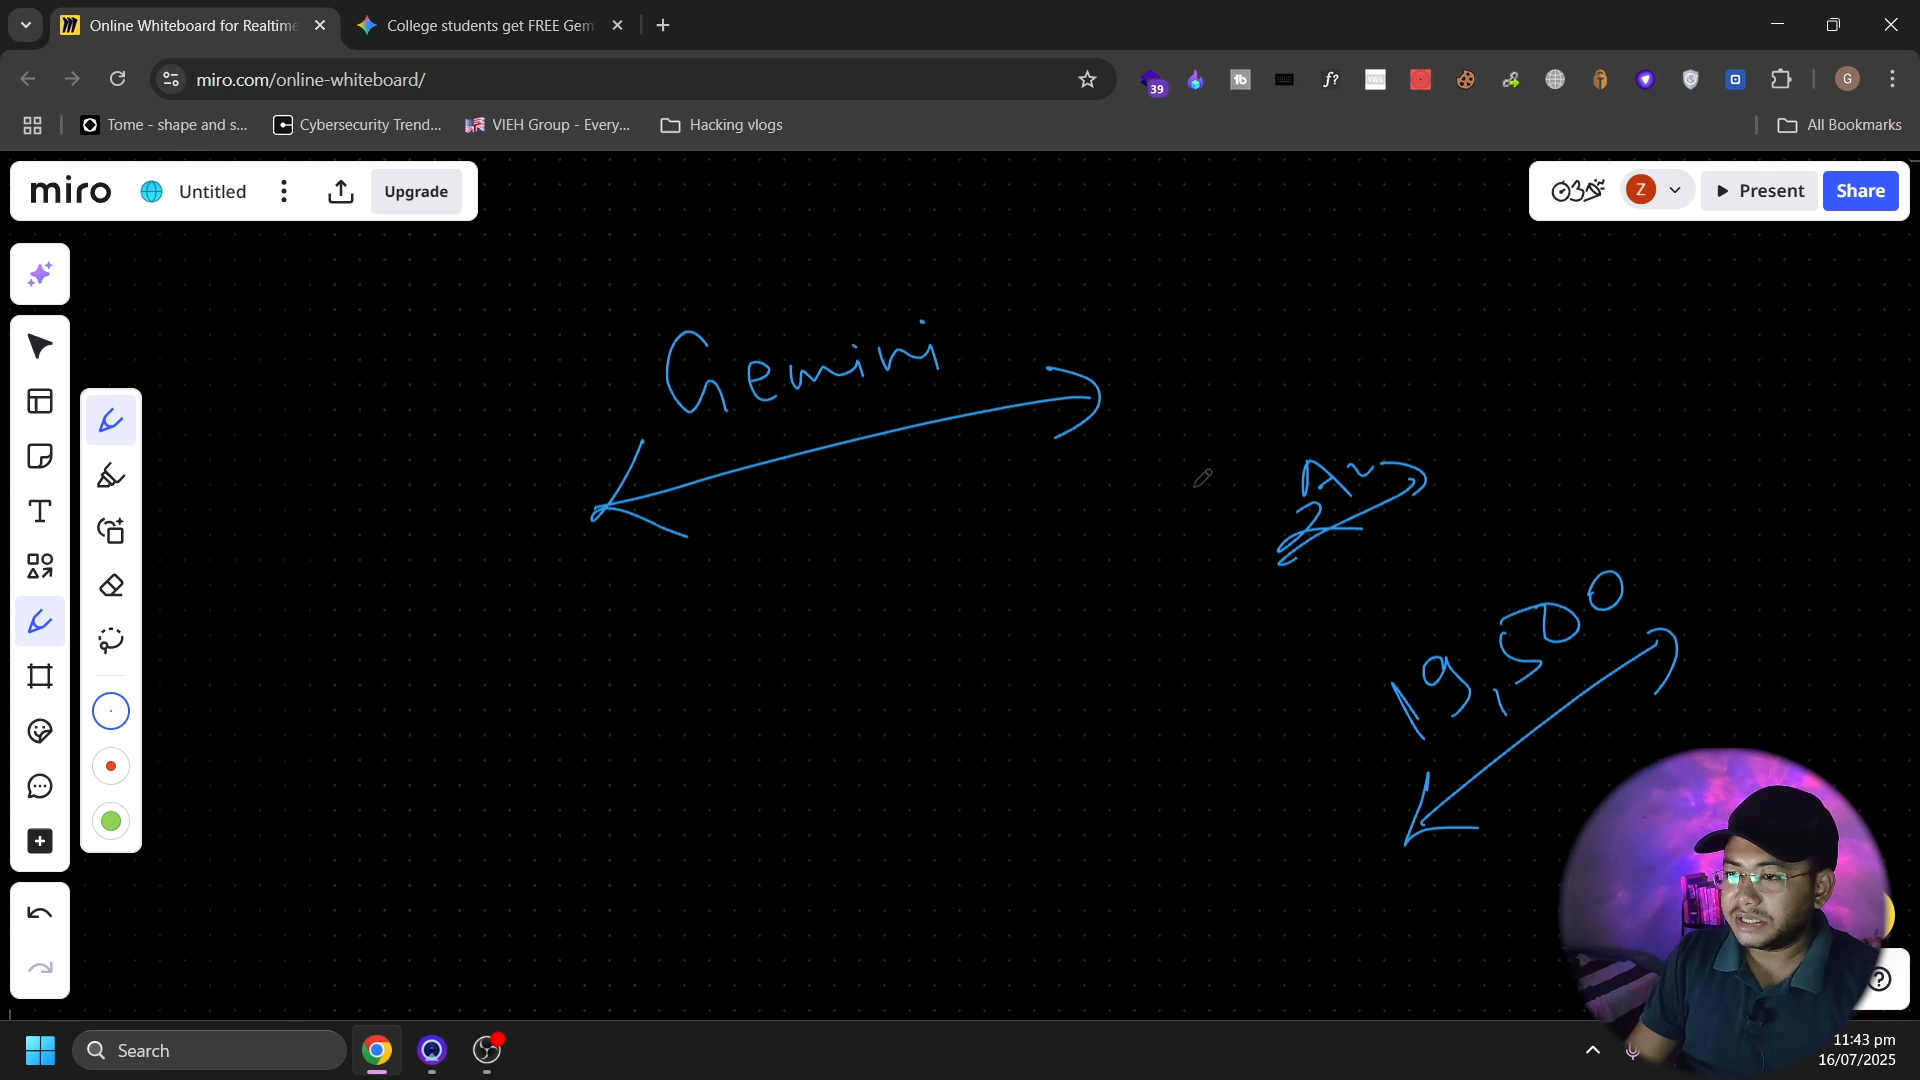 Online Whiteboard for Realtime
College students get FREE Gem
miro.com/online-whiteboard/
39
G
Tome - shape and s...
Cybersecurity Trend...
VIEH Group - Every...
Hacking vlogs
All Bookmarks
miro
Untitled
Upgrade
Z
Present
Share
Gemini
19,500
Search
11:43 pm
16/07/2025